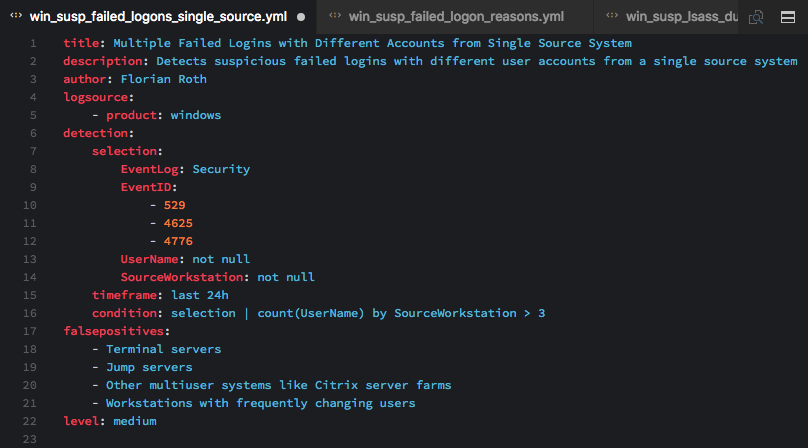 win_susp_failed_logons_single_source.yml win_susp_failed_logon_reasons.yml win_susp_lsass_du
1 title: Multiple Failed Logins with Different Accounts from Single Source System
2 description: Detects suspicious failed logins with different user accounts from a single source system
3 author: Florian Roth
4 logsource:
5 - product: windows
6 detection:
7 selection:
8 EventLog: Security
9 EventID:
10 - 529
11 - 4625
12 - 4776
13 UserName: not null
14 SourceWorkstation: not null
15 timeframe: last 24h
16 condition: selection | count(UserName) by SourceWorkstation > 3
17 falsepositives:
18 - Terminal servers
19 - Jump servers
20 - Other multiuser systems like Citrix server farms
21 - Workstations with frequently changing users
22 level: medium
23